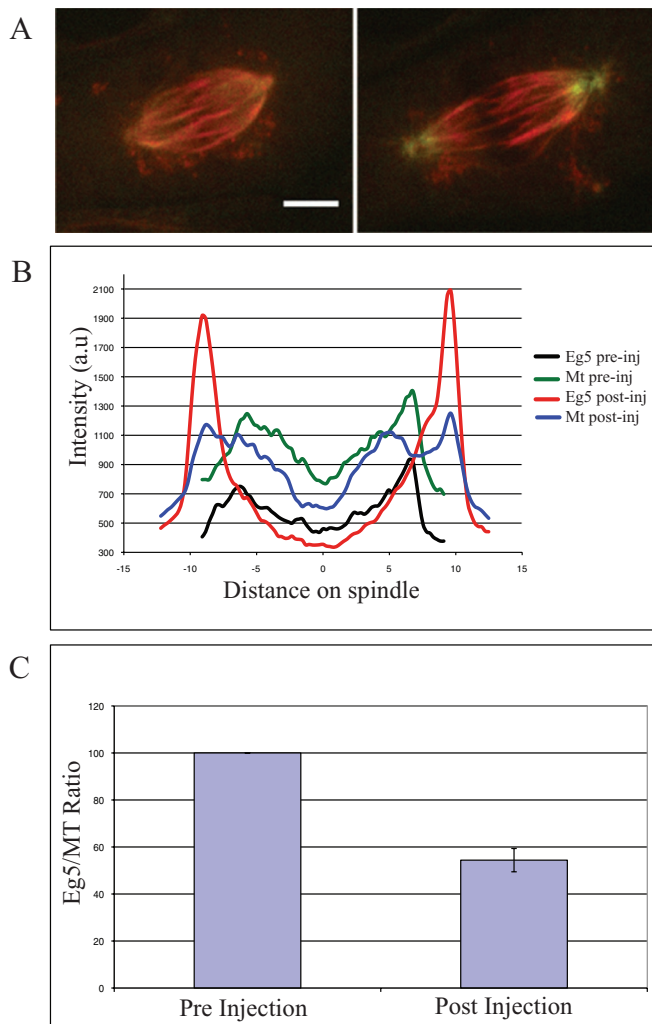 A
B
2100
1900
1700
1500
1300
1100
900
700
500
300
Intensity (a.u)
-15
-10
-5
0
5
10
15
Distance on spindle
Eg5 pre-inj
Mt pre-inj
Eg5 post-inj
Mt post-inj
C
120
100
80
60
40
20
0
Eg5/MT Ratio
Pre Injection
Post Injection